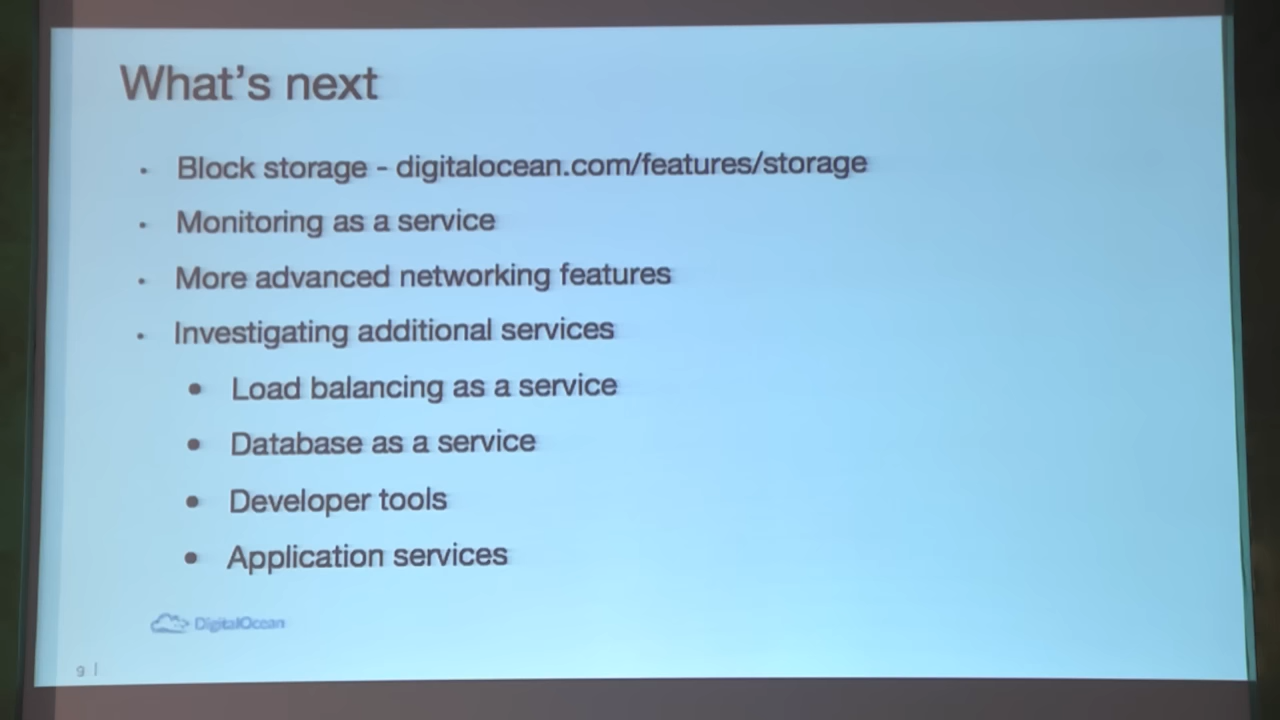 What's next
· Block storage - digitalocean.com/features/storage
· Monitoring as a service
· More advanced networking features
· Investigating additional services
• Load balancing as a service
• Database as a service
• Developer tools
• Application services
DigitalOcean
9 |